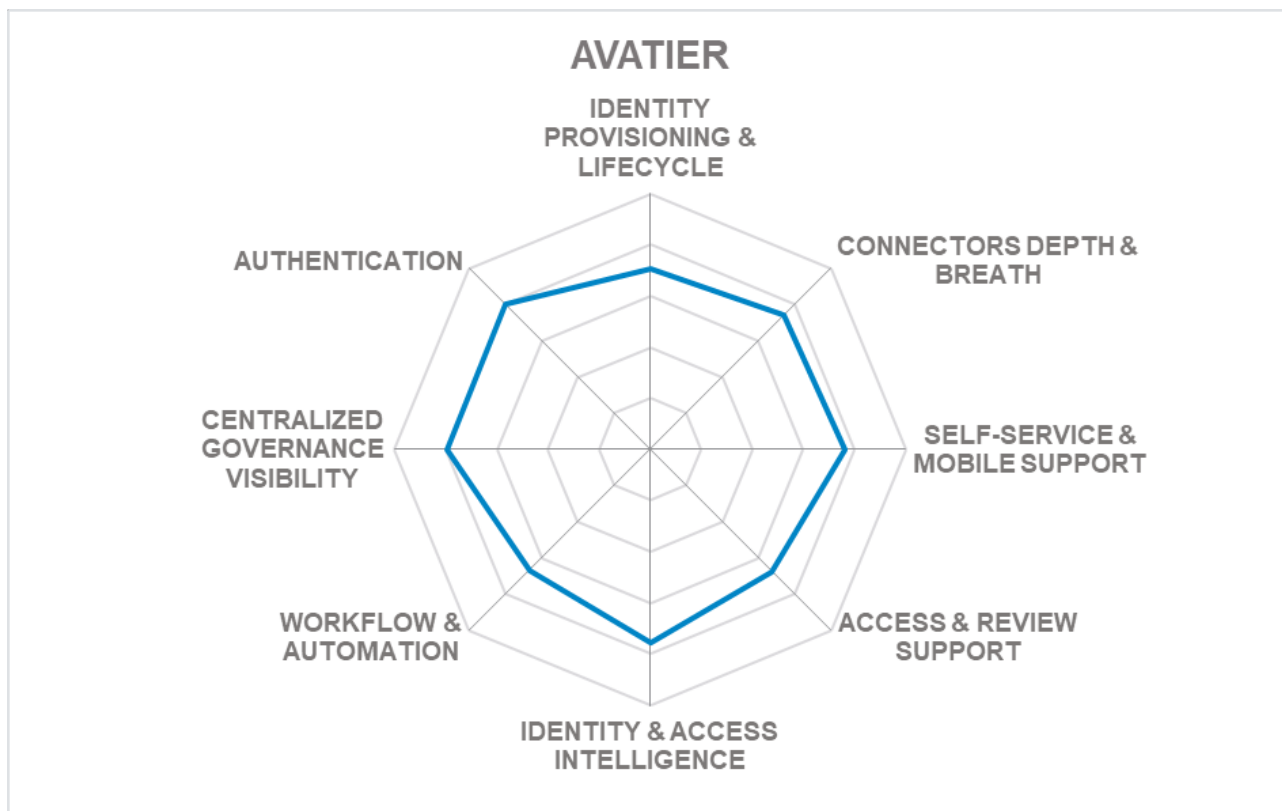 AVATIER
IDENTITY
PROVISIONING &
LIFECYCLE
CONNECTORS DEPTH &
BREATH
SELF-SERVICE &
MOBILE SUPPORT
ACCESS & REVIEW
SUPPORT
IDENTITY & ACCESS
INTELLIGENCE
WORKFLOW &
AUTOMATION
CENTRALIZED
GOVERNANCE
VISIBILITY
AUTHENTICATION